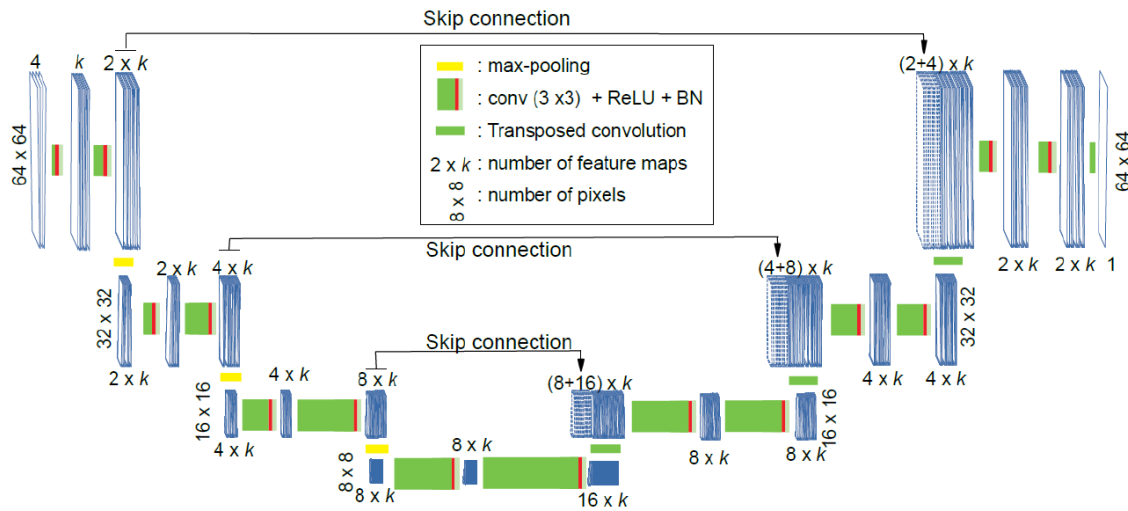 Skip connection
4
k
2 x k
(2+4) x k
: max-pooling
: conv (3 x3) + ReLU + BN
: Transposed convolution
2 x k : number of feature maps
8 x 8 : number of pixels
64 x 64
64 x 64
Skip connection
2 x k
4 x k
(4+8) x k
2 x k
2 x k
1
32 x 32
32 x 32
Skip connection
2 x k
4 x k
8 x k
(8+16) x k
4 x k
4 x k
16 x 16
16 x 16
4 x k
8 x k
8 x k
8 x k
8 x 8
8 x k
16 x k